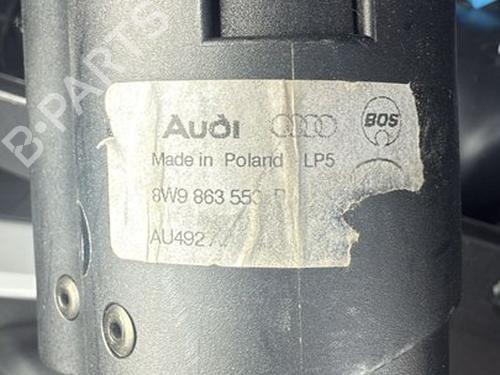 B-PARTS
Audi BOS
Made in Poland LP5
8W9 863 553
AU492